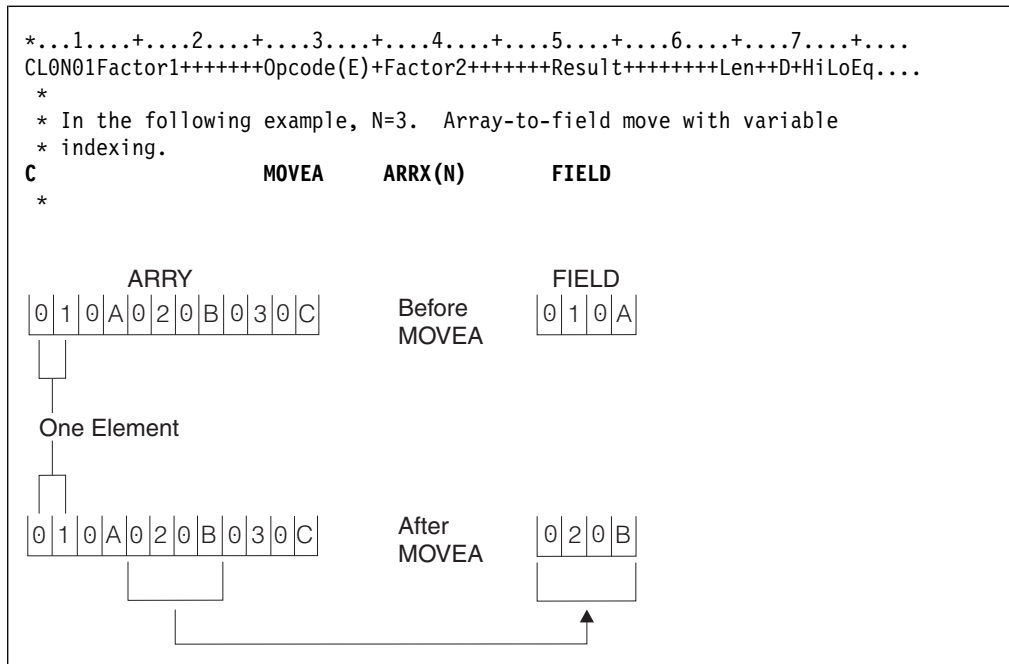 *...1....+....2....+....3....+....4....+....5....+....6....+....7....+....
CL0N01Factor1+++++++Opcode(E)+Factor2+++++++Result++++++++Len++D+HiLoEq....
*
* In the following example, N=3. Array-to-field move with variable
* indexing.
C MOVEA ARRX(N) FIELD
*
ARRY FIELD
0 1 0 A 0 2 0 B 0 3 0 C Before MOVEA 0 1 0 A
One Element
0 1 0 A 0 2 0 B 0 3 0 C After MOVEA 0 2 0 B